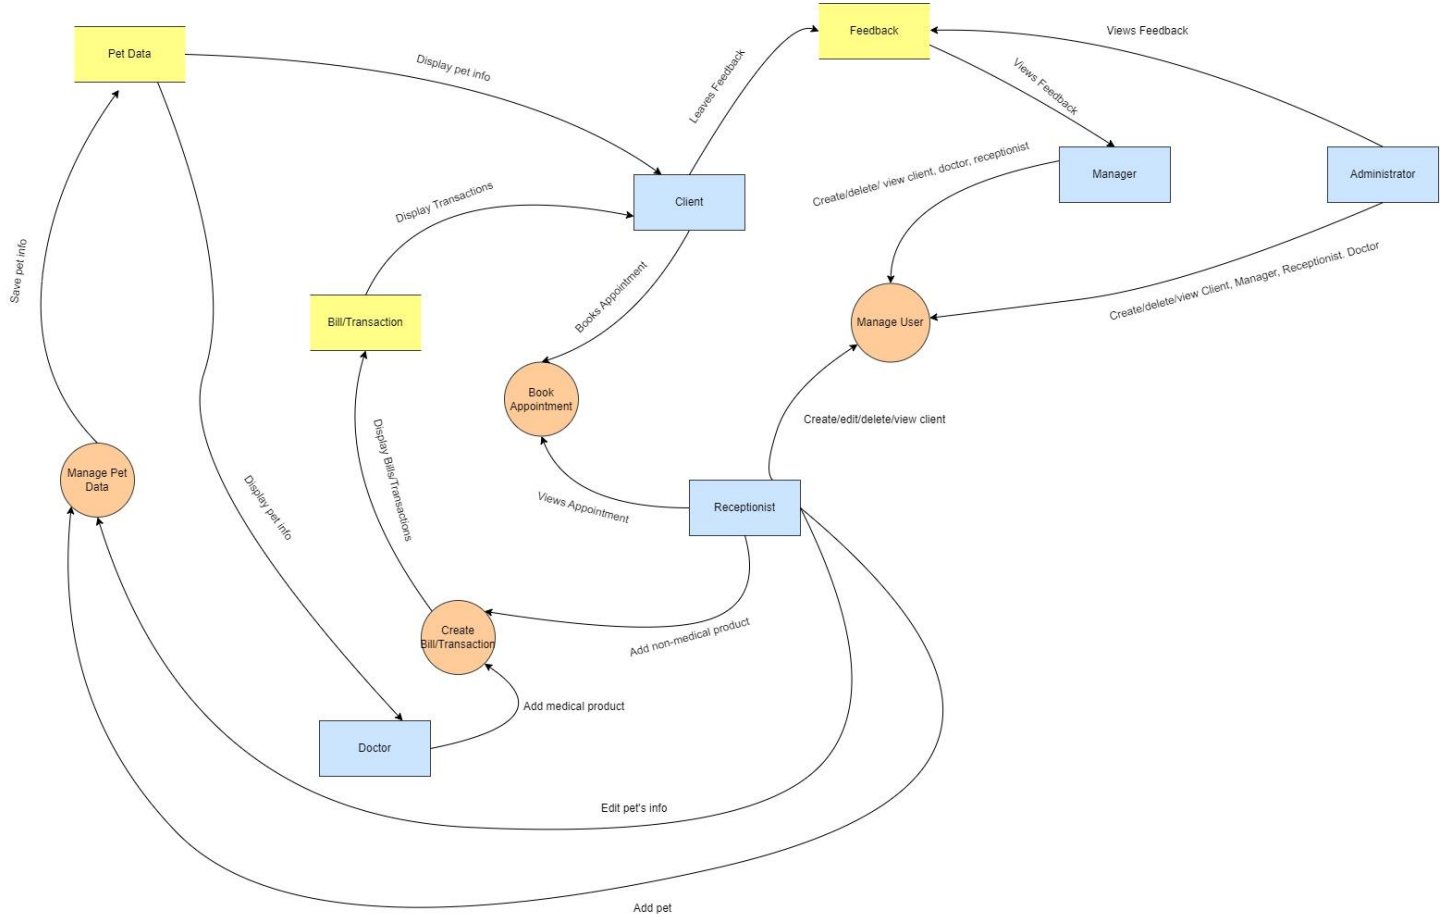 Feedback
Views Feedback
Pet Data
Display pet info
Leaves Feedback
Views Feedback
Create/delete/ view client, doctor, receptionist
Manager
Administrator
Display Transactions
Client
Save pet info
Books Appointment
Create/delete/view Client, Manager, Receptionist. Doctor
Bill/Transaction
Manage User
Book
Appointment
Create/edit/delete/view client
Display Bills/Transactions
Manage Pet
Data
Display pet info
Views Appointment
Receptionist
Create
Bill/Transaction
Add non-medical product
Add medical product
Doctor
Edit pet's info
Add pet